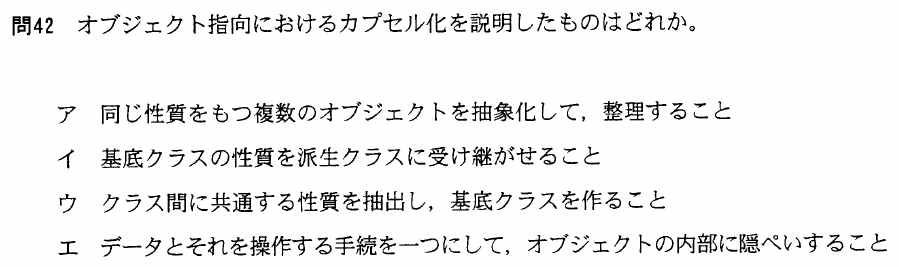 問42 オブジェクト指向におけるカプセル化を説明したものはどれか。
ア 同じ性質をもつ複数のオブジェクトを抽象化して，整理すること
イ 基底クラスの性質を派生クラスに受け継がせること
ウ クラス間に共通する性質を抽出し，基底クラスを作ること
エ データとそれを操作する手続を一つにして，オブジェクトの内部に隠ぺいすること